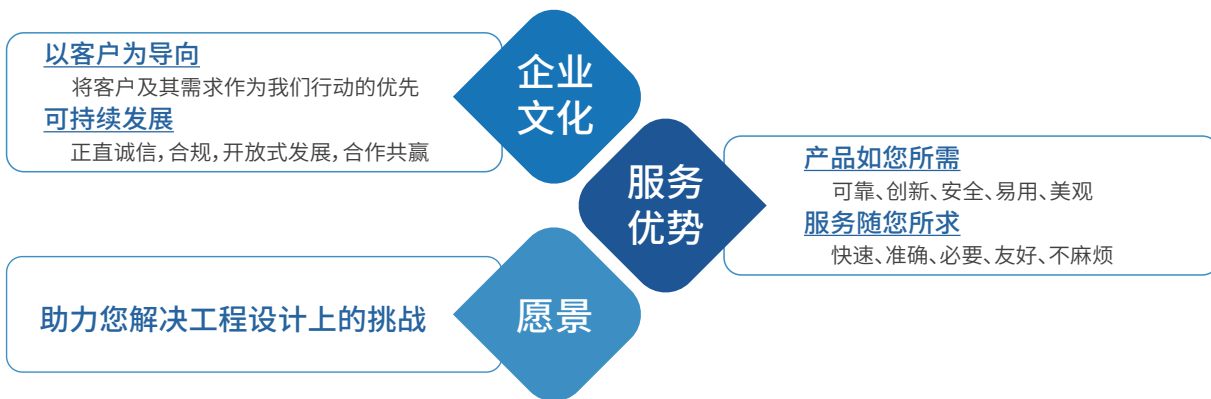 企业
文化
以客户为导向
将客户及其需求作为我们行动的优先
可持续发展
正直诚信，合规，开放式发展，合作共赢
服务
优势
产品如您所需
可靠、创新、安全、易用、美观
服务随您所求
快速、准确、必要、友好、不麻烦
愿景
助力您解决工程设计上的挑战